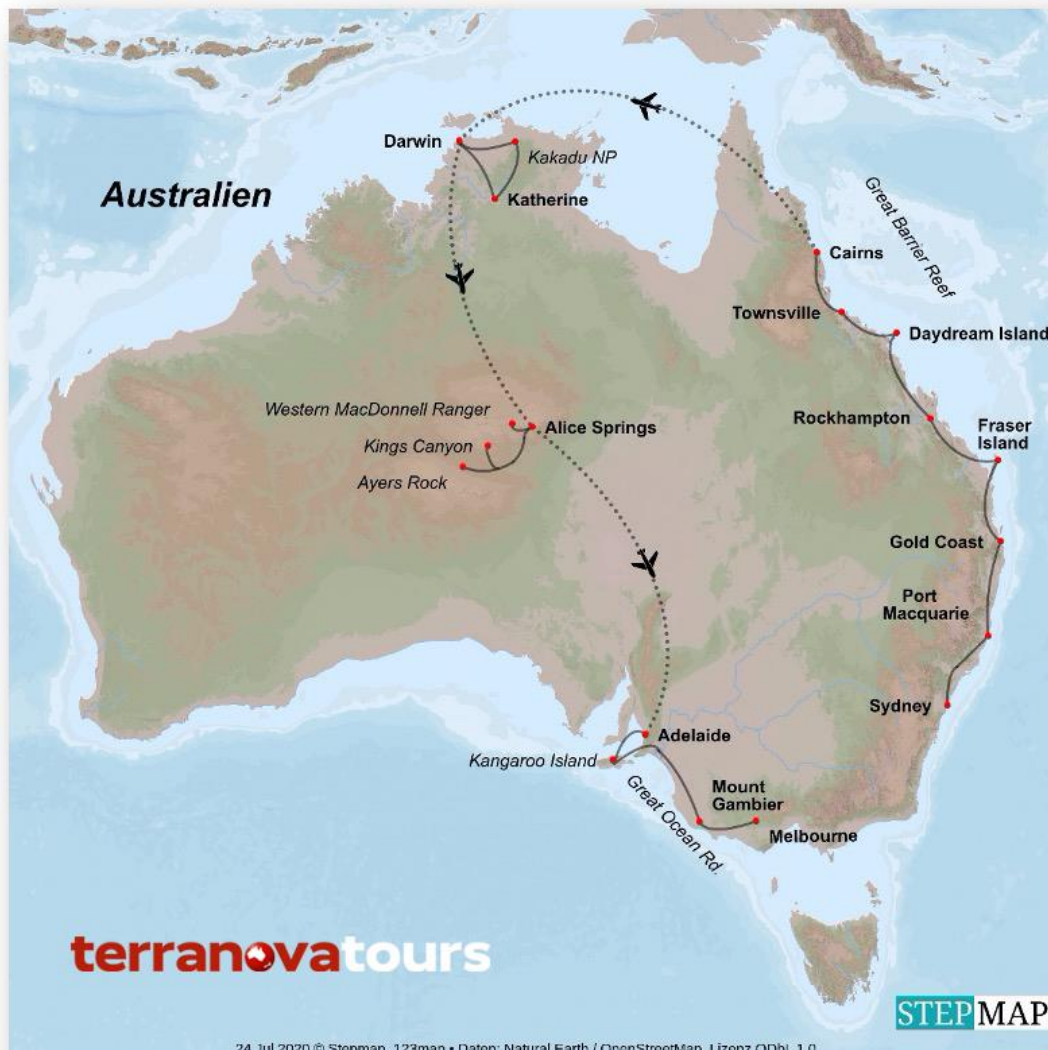 Darwin
Kakadu NP
Australien
Katherine
Great Barrier Reef
Cairns
Townsville
Daydream Island
Western MacDonnell Ranger
Alice Springs
Rockhampton
Fraser
Island
Kings Canyon
Ayers Rock
Gold Coast
Port
Macquarie
Sydney
Adelaide
Kangaroo Island
Great Ocean Rd.
Mount
Gambier
Melbourne
terranovatours
STEPMAP
24 Jul 2020 © Stepmap, 123map • Daten: Natural Earth / OpenStreetMap, Lizenz ODbL 1.0